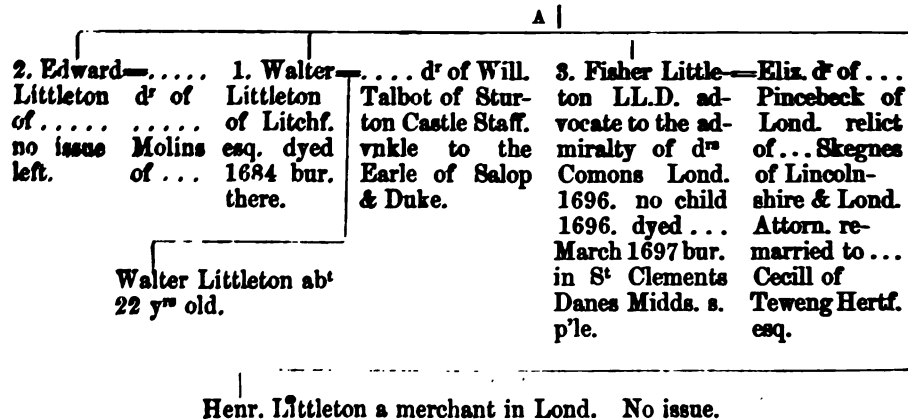 A
2. Edward=.....
Littleton dʳ of
of..... .....
no issue Molins
left. of ...
1. Walter=.... dʳ of Will.
Littleton Talbot of Stur-
of Litchf. ton Castle Staff.
esq. dyed vnkle to the
1684 bur. Earle of Salop
there. & Duke.
3. Fisher Little-=Eliz. dʳ of ...
ton LL.D. ad- Pincebeck of
vocate to the ad- Lond. relict
miralty of dʳˢ of... Skegnes
Comons Lond. of Lincoln-
1696. no child shire & Lond.
1696. dyed ... Attorn. re-
March 1697 bur. married to ...
in Sᵗ Clements Cecill of
Danes Midds. s. Teweng Hertf.
p'le. esq.
Walter Littleton abᵗ
22 yʳˢ old.
Henr. Littleton a merchant in Lond. No issue.